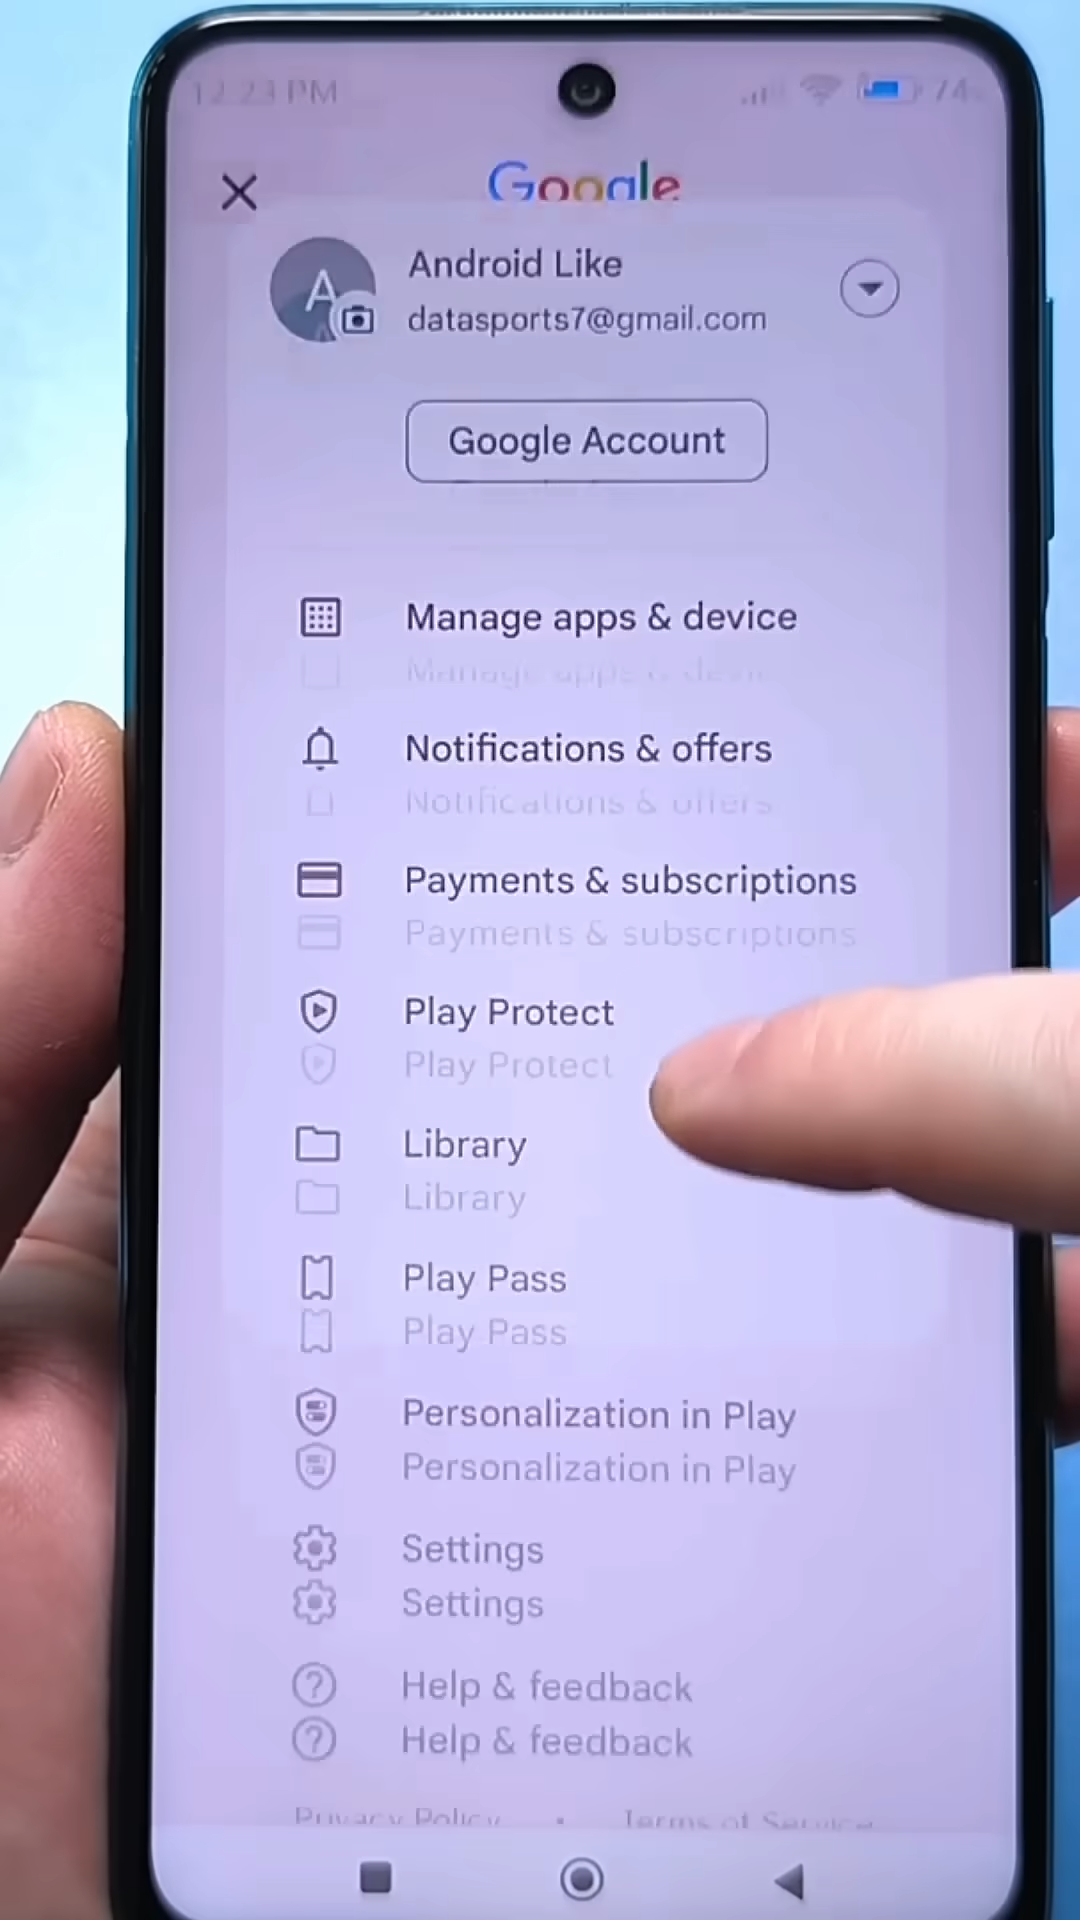 12:23 PM
74
Google
A
Android Like
datasports7@gmail.com
Google Account
Manage apps & device
Manage apps & device
Notifications & offers
Notifications & offers
Payments & subscriptions
Payments & subscriptions
Play Protect
Play Protect
Library
Library
Play Pass
Play Pass
Personalization in Play
Personalization in Play
Settings
Settings
Help & feedback
Help & feedback
Privacy Policy • Terms of Service